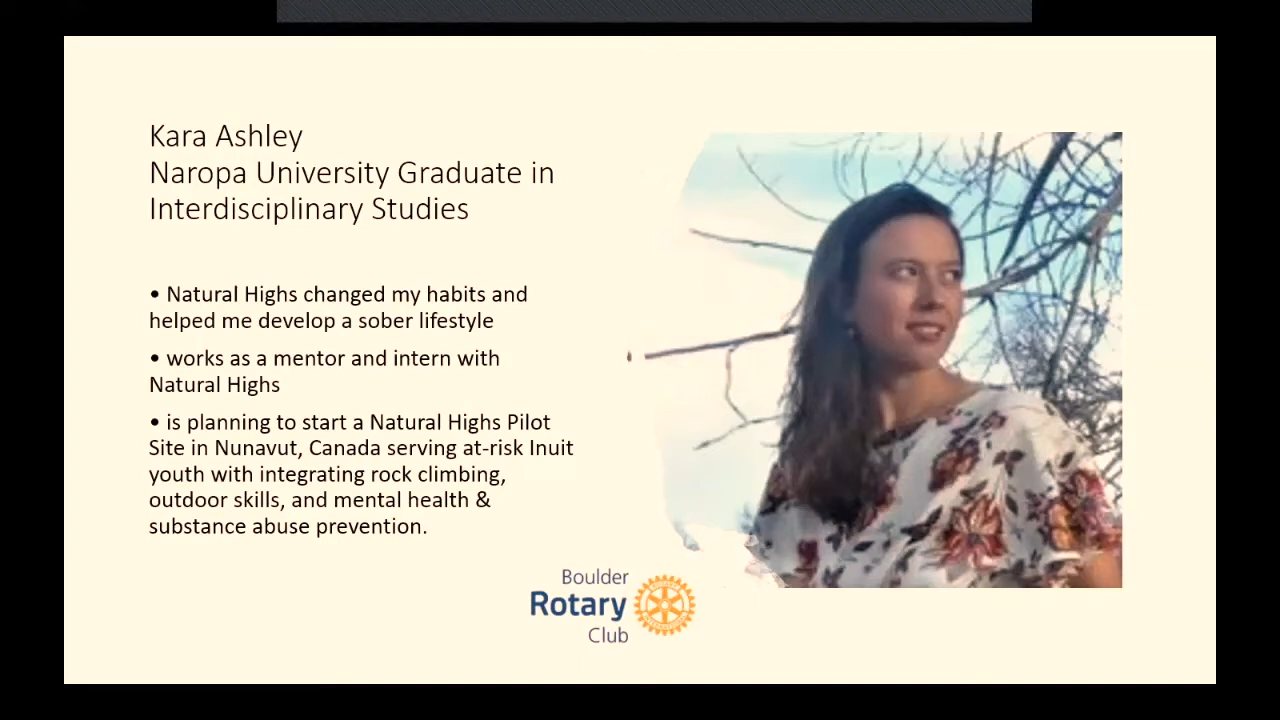 Kara Ashley
Naropa University Graduate in
Interdisciplinary Studies
• Natural Highs changed my habits and
helped me develop a sober lifestyle
• works as a mentor and intern with
Natural Highs
• is planning to start a Natural Highs Pilot
Site in Nunavut, Canada serving at-risk Inuit
youth with integrating rock climbing,
outdoor skills, and mental health &
substance abuse prevention.
Boulder
Rotary
Club